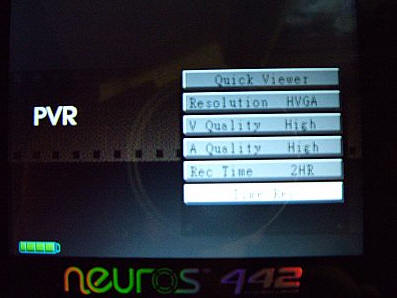 PVR
Quick Viewer
Resolution HVGA
V Quality High
A Quality High
Rec Time 2HR
neuros 442